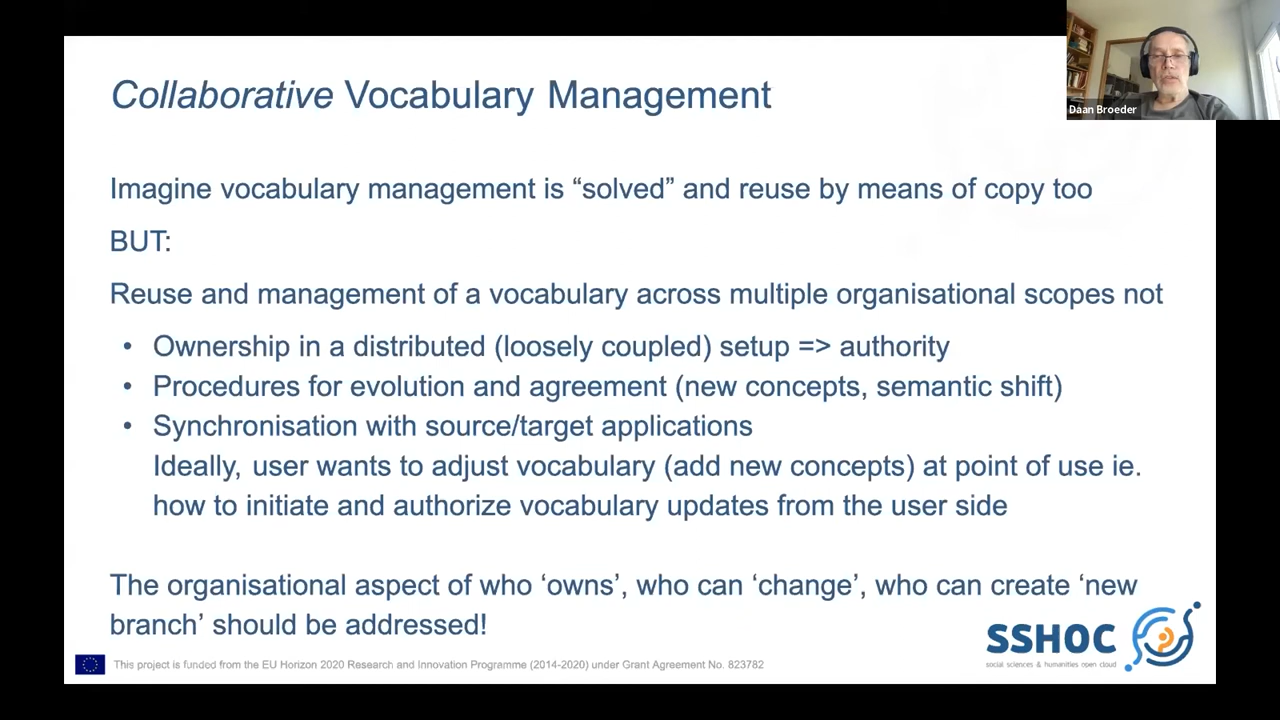 Collaborative Vocabulary Management
Daan Broeder
Imagine vocabulary management is “solved” and reuse by means of copy too
BUT:
Reuse and management of a vocabulary across multiple organisational scopes not
• Ownership in a distributed (loosely coupled) setup => authority
• Procedures for evolution and agreement (new concepts, semantic shift)
• Synchronisation with source/target applications
Ideally, user wants to adjust vocabulary (add new concepts) at point of use ie.
how to initiate and authorize vocabulary updates from the user side
The organisational aspect of who ‘owns’, who can ‘change’, who can create ‘new
branch’ should be addressed!
SSHOC
social sciences & humanities open cloud
This project is funded from the EU Horizon 2020 Research and Innovation Programme (2014-2020) under Grant Agreement No. 823782